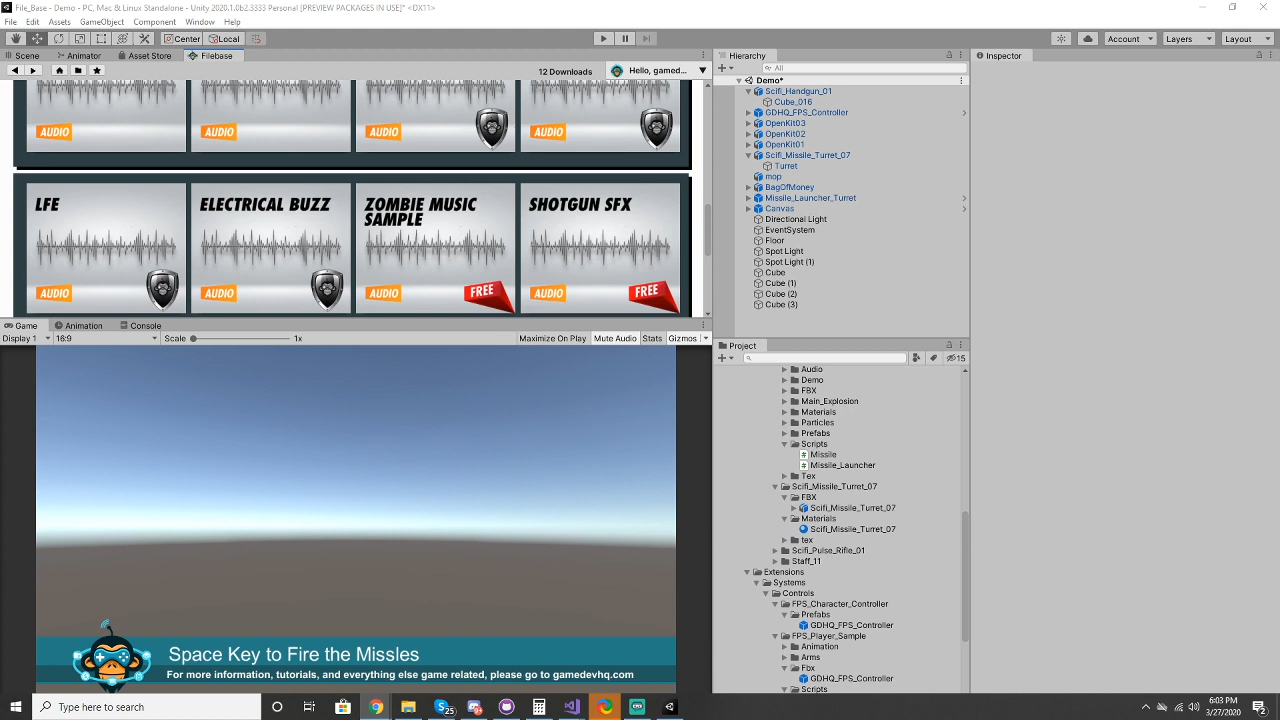 File_Base - Demo - PC, Mac & Linux Standalone - Unity 2020.1.0b2.3333 Personal [PREVIEW PACKAGES IN USE]* <DX11>
File Edit Assets GameObject Component Window Help
Center Local Account Layers Layout
Scene Animator Asset Store Filebase
12 Downloads Hello, gamed...
AUDIO AUDIO AUDIO AUDIO
LFE ELECTRICAL BUZZ ZOMBIE MUSIC SAMPLE SHOTGUN SFX
AUDIO AUDIO AUDIO FREE AUDIO FREE
Game Animation Console
Display 1 16:9 Scale 1x Maximize On Play Mute Audio Stats Gizmos
Space Key to Fire the Missles
For more information, tutorials, and everything else game related, please go to gamedevhq.com
Hierarchy
All
Demo*
Scifi_Handgun_01
Cube_016
GDHQ_FPS_Controller
OpenKit03
OpenKit02
OpenKit01
Scifi_Missile_Turret_07
Turret
mop
BagOfMoney
Missile_Launcher_Turret
Canvas
Directional Light
EventSystem
Floor
Spot Light
Spot Light (1)
Cube
Cube (1)
Cube (2)
Cube (3)
Project
15
Audio
Demo
FBX
Main_Explosion
Materials
Particles
Prefabs
Scripts
Missile
Missile_Launcher
Tex
Scifi_Missile_Turret_07
FBX
Scifi_Missile_Turret_07
Materials
Scifi_Missile_Turret_07
tex
Scifi_Pulse_Rifle_01
Staff_11
Extensions
Systems
Controls
FPS_Character_Controller
Prefabs
GDHQ_FPS_Controller
FPS_Player_Sample
Animation
Arms
Fbx
GDHQ_FPS_Controller
Scripts
Inspector
Type here to search
25
6:03 PM
3/27/2020
2